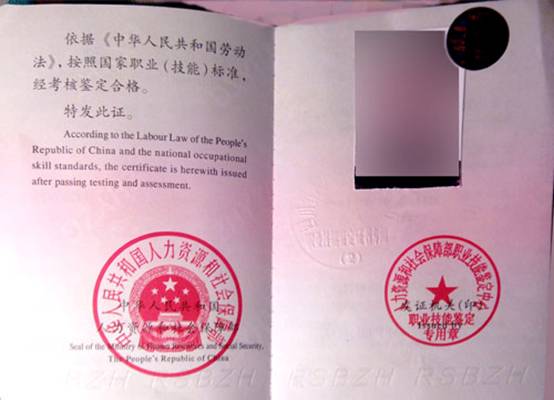 依据《中华人民共和国劳动
法》，按照国家职业（技能）标准，
经考核鉴定合格。
特发此证。
According to the Labour Law of the People's
Republic of China and the national occupational
skill standards, the certificate is herewith issued
after passing testing and assessment.
中华人民共和国人力资源和社会保障部
中华人民共和国
人力资源和社会保障部
Seal of the Ministry of Human Resources and Social Security,
The People's Republic of China
(2)
人力资源和社会保障部职业技能鉴定中心
发证机关(印)
Issued by
职业技能鉴定
专用章
RSBZH RSBZH RSBZH